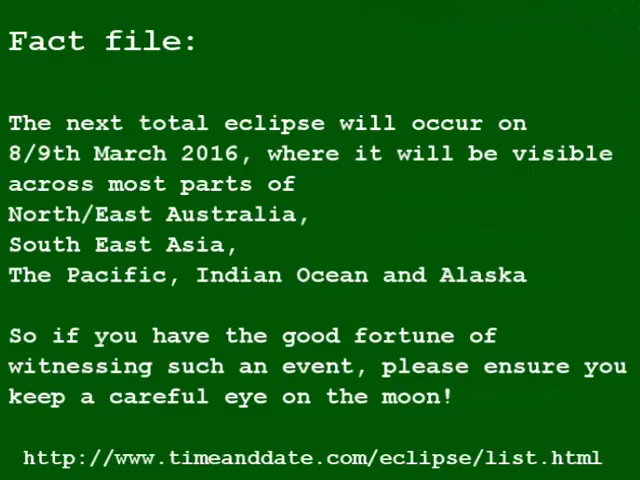 Fact file:
The next total eclipse will occur on
8/9th March 2016, where it will be visible
across most parts of
North/East Australia,
South East Asia,
The Pacific, Indian Ocean and Alaska
So if you have the good fortune of
witnessing such an event, please ensure you
keep a careful eye on the moon!
http://www.timeanddate.com/eclipse/list.html